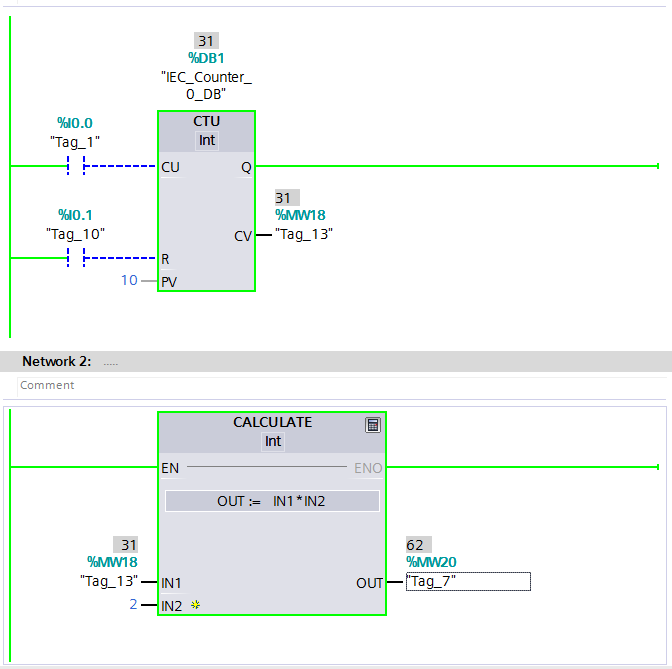 31
%DB1
"IEC_Counter_
0_DB"
%I0.0
"Tag_1"
CTU
Int
CU
Q
31
%MW18
"Tag_13"
CV
%I0.1
"Tag_10"
R
10
PV
Network 2:
.....
Comment
CALCULATE
Int
EN
ENO
OUT := IN1*IN2
31
%MW18
"Tag_13"
IN1
62
%MW20
"Tag_7"
OUT
2
IN2